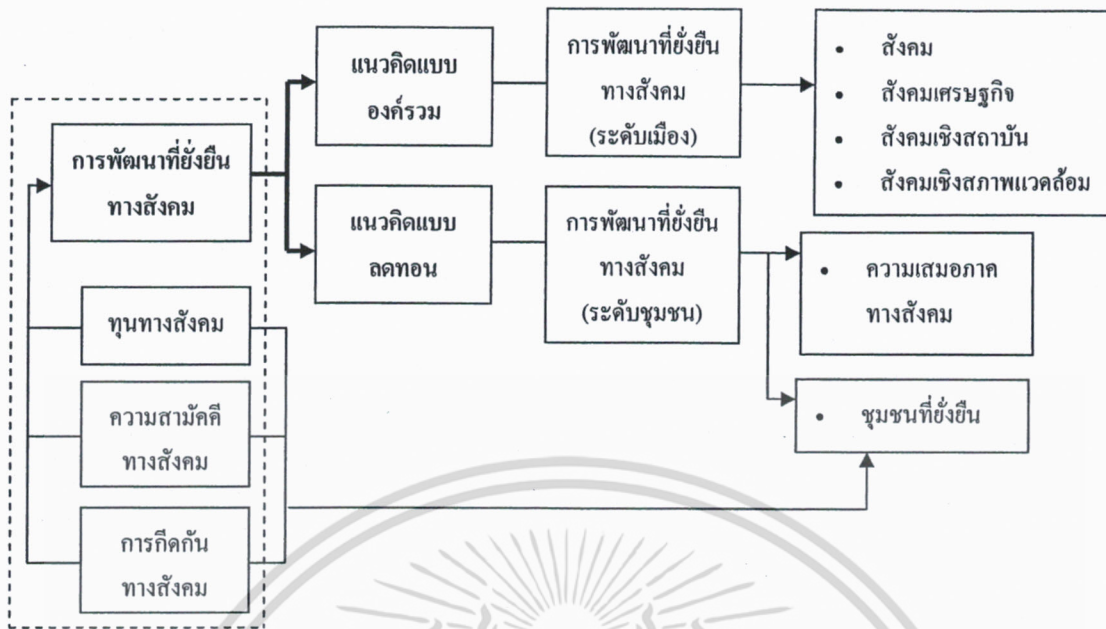 การพัฒนาที่ยั่งยืน
ทางสังคม
ทุนทางสังคม
ความสามัคคี
ทางสังคม
การกีดกัน
ทางสังคม
แนวคิดแบบ
องค์รวม
การพัฒนาที่ยั่งยืน
ทางสังคม
(ระดับเมือง)
• สังคม
• สังคมเศรษฐกิจ
• สังคมเชิงสถาบัน
• สังคมเชิงสภาพแวดล้อม
แนวคิดแบบ
ลดทอน
การพัฒนาที่ยั่งยืน
ทางสังคม
(ระดับชุมชน)
• ความเสมอภาค
ทางสังคม
• ชุมชนที่ยั่งยืน